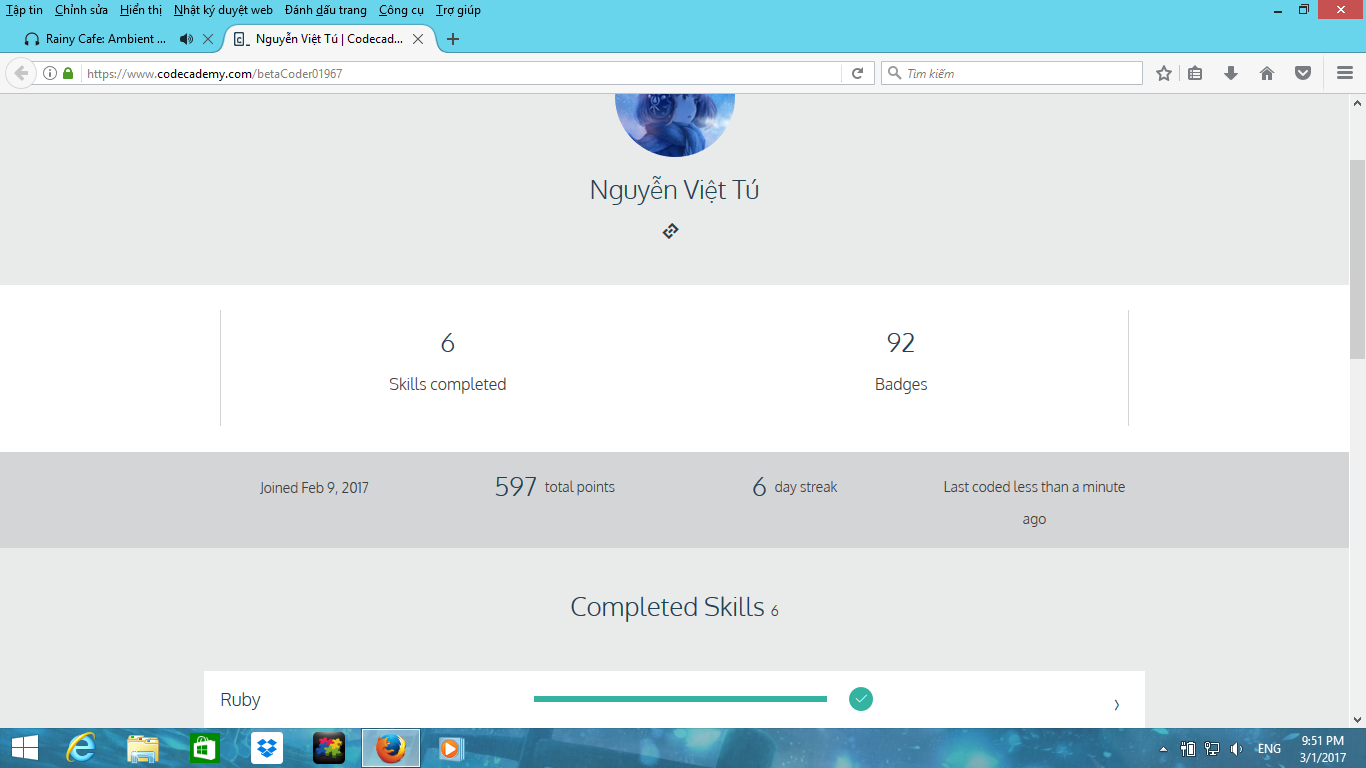 Tập tin Chỉnh sửa Hiển thị Nhật ký duyệt web Đánh dấu trang Công cụ Trợ giúp
Rainy Cafe: Ambient ... Nguyễn Việt Tú | Codecad...
https://www.codecademy.com/betaCoder01967 Tìm kiếm
Nguyễn Việt Tú
6 92
Skills completed Badges
Joined Feb 9, 2017 597 total points 6 day streak Last coded less than a minute
ago
Completed Skills 6
Ruby
ENG 9:51 PM
3/1/2017